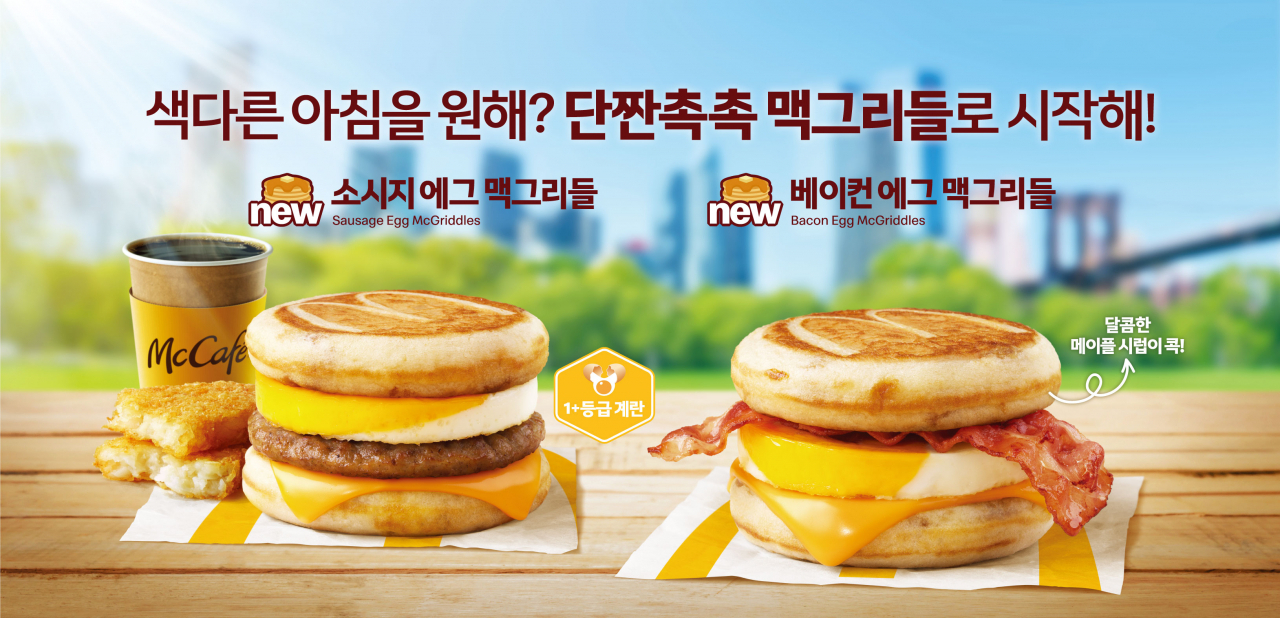 색다른 아침을 원해? 단짠촉촉 맥그리들로 시작해!
new 소시지 에그 맥그리들
Sausage Egg McGriddles
new 베이컨 에그 맥그리들
Bacon Egg McGriddles
McCafé
1+등급 계란
달콤한
메이플 시럽이 콕!